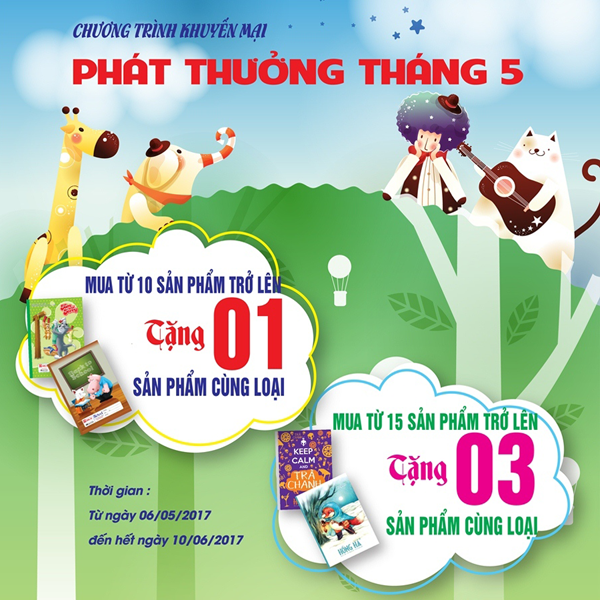 CHƯƠNG TRÌNH KHUYẾN MẠI
PHÁT THƯỞNG THÁNG 5
MUA TỪ 10 SẢN PHẨM TRỞ LÊN
Tặng 01
SẢN PHẨM CÙNG LOẠI
MUA TỪ 15 SẢN PHẨM TRỞ LÊN
KEEP
CALM
AND
TRÀ
CHANH
Tặng 03
HỒNG HÀ
SẢN PHẨM CÙNG LOẠI
Thời gian :
Từ ngày 06/05/2017
đến hết ngày 10/06/2017